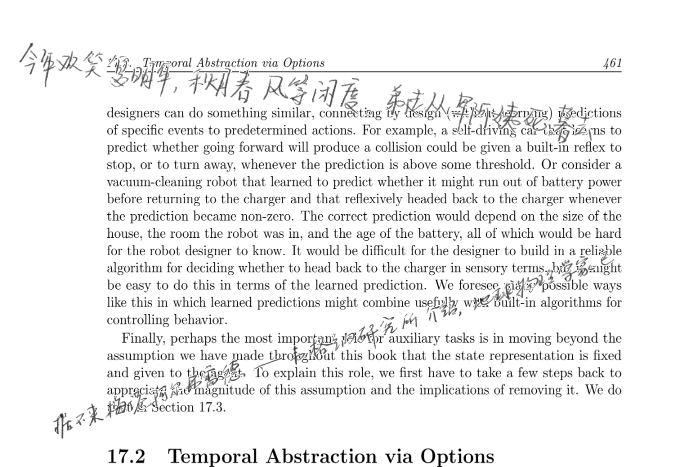 17.2. Temporal Abstraction via Options 461
今年欢笑复明年,秋月春风等闲度 弟走从军阿姨死暮
designers can do something similar, connecting by design (without learning) predictions
of specific events to predetermined actions. For example, a self-driving car that learns to
predict whether going forward will produce a collision could be given a built-in reflex to
stop, or to turn away, whenever the prediction is above some threshold. Or consider a
vacuum-cleaning robot that learned to predict whether it might run out of battery power
before returning to the charger and that reflexively headed back to the charger whenever
the prediction became non-zero. The correct prediction would depend on the size of the
house, the room the robot was in, and the age of the battery, all of which would be hard
for the robot designer to know. It would be difficult for the designer to build in a reliable
algorithm for deciding whether to head back to the charger in sensory terms, but it might
be easy to do this in terms of the learned prediction. We foresee many possible ways
like this in which learned predictions might combine usefully with built-in algorithms for
controlling behavior.
Finally, perhaps the most important role for auxiliary tasks is in moving beyond the
assumption we have made throughout this book that the state representation is fixed
and given to the agent. To explain this role, we first have to take a few steps back to
appreciate the magnitude of this assumption and the implications of removing it. We do
that in Section 17.3.
17.2 Temporal Abstraction via Options